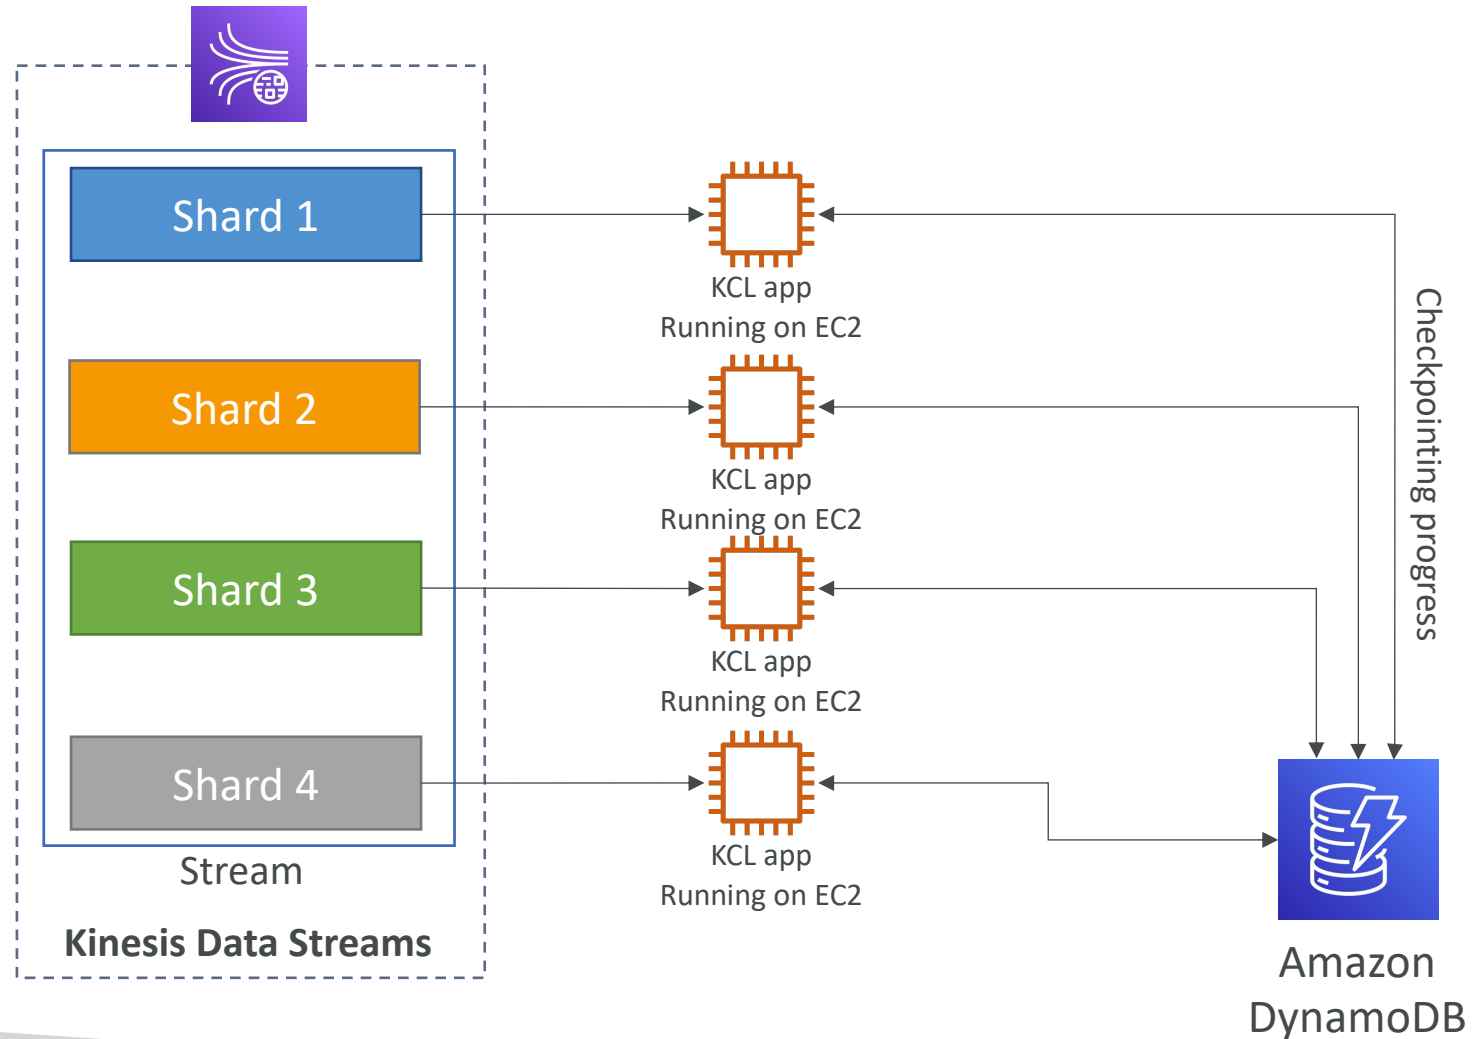 Shard 1
Shard 2
Shard 3
Shard 4
Stream
Kinesis Data Streams
KCL app
Running on EC2
KCL app
Running on EC2
KCL app
Running on EC2
KCL app
Running on EC2
Checkpointing progress
Amazon
DynamoDB